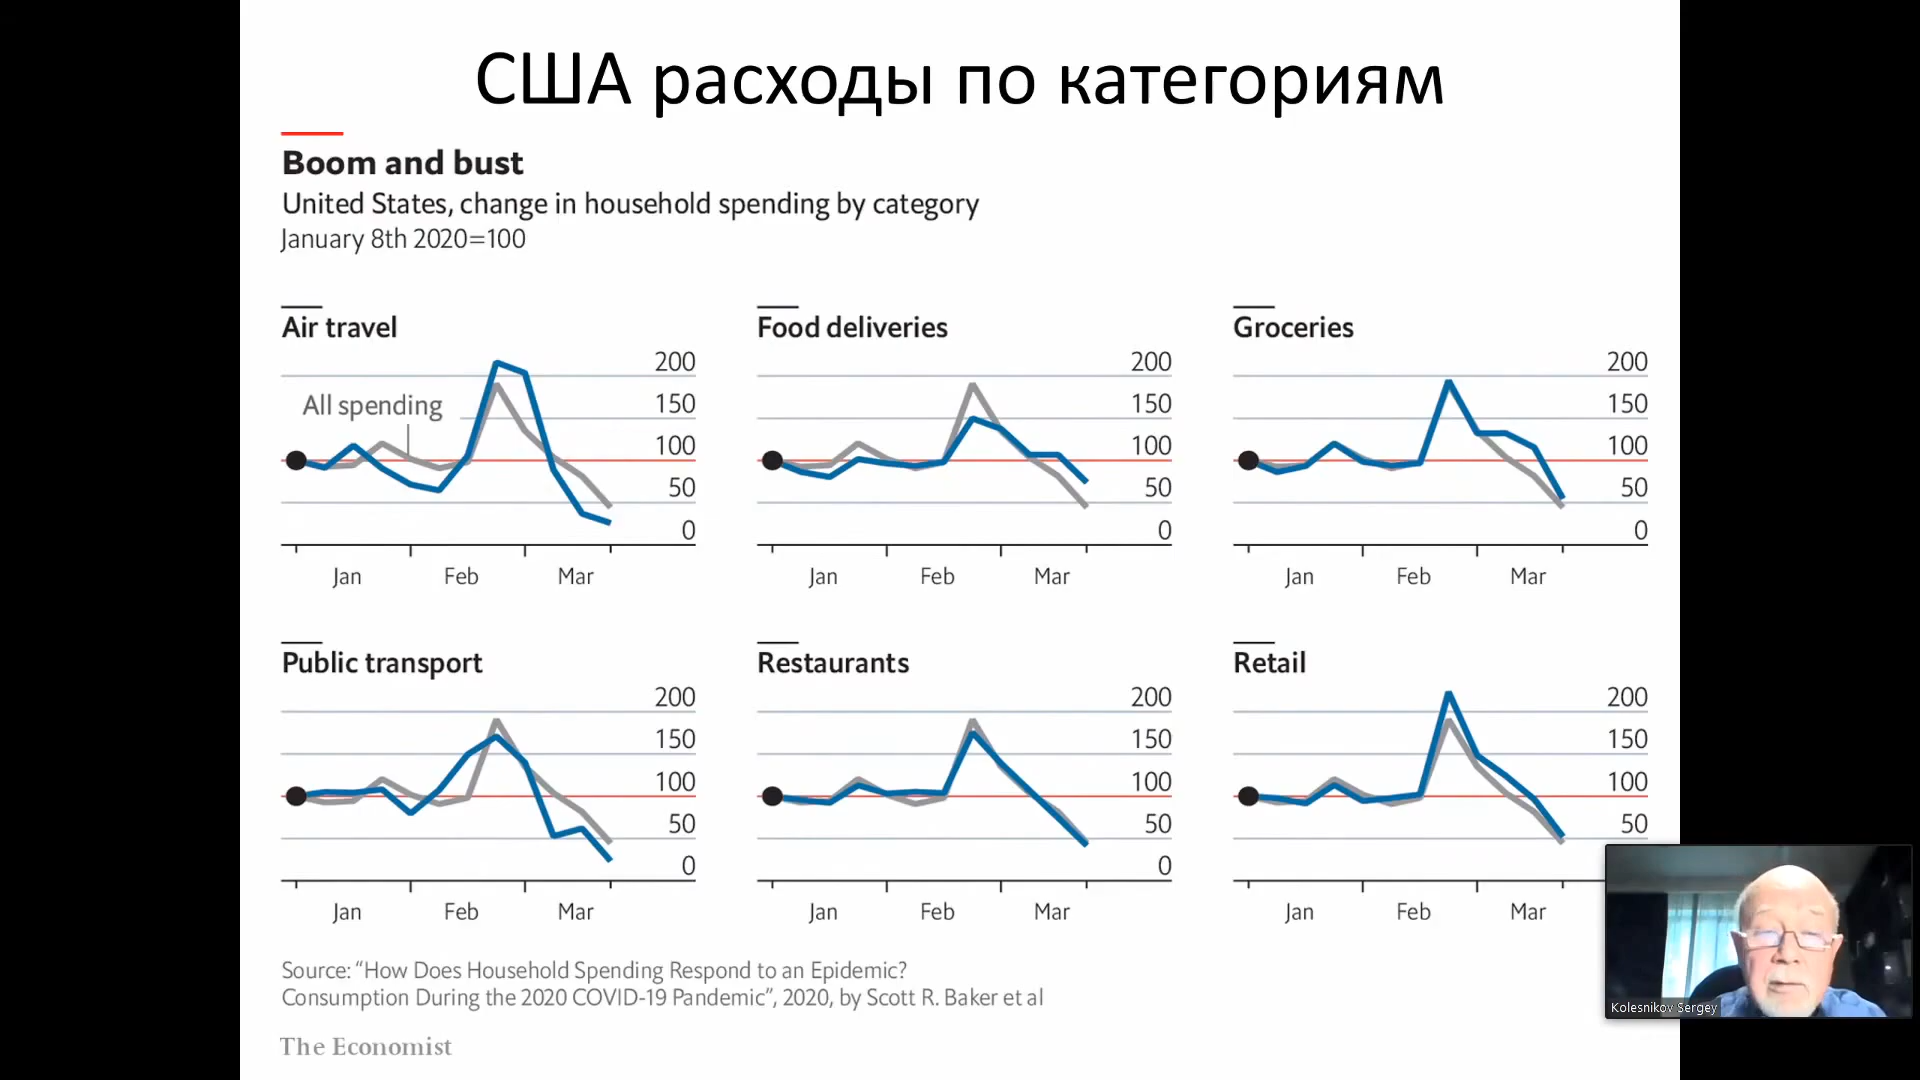 США расходы по категориям
Boom and bust
United States, change in household spending by category
January 8th 2020=100
Air travel
200
150
All spending
100
50
0
Jan Feb Mar
Food deliveries
200
150
100
50
0
Jan Feb Mar
Groceries
200
150
100
50
0
Jan Feb Mar
Public transport
200
150
100
50
0
Jan Feb Mar
Restaurants
200
150
100
50
0
Jan Feb Mar
Retail
200
150
100
50
Jan Feb Mar
Source: “How Does Household Spending Respond to an Epidemic?
Consumption During the 2020 COVID-19 Pandemic”, 2020, by Scott R. Baker et al
The Economist
Kolesnikov Sergey